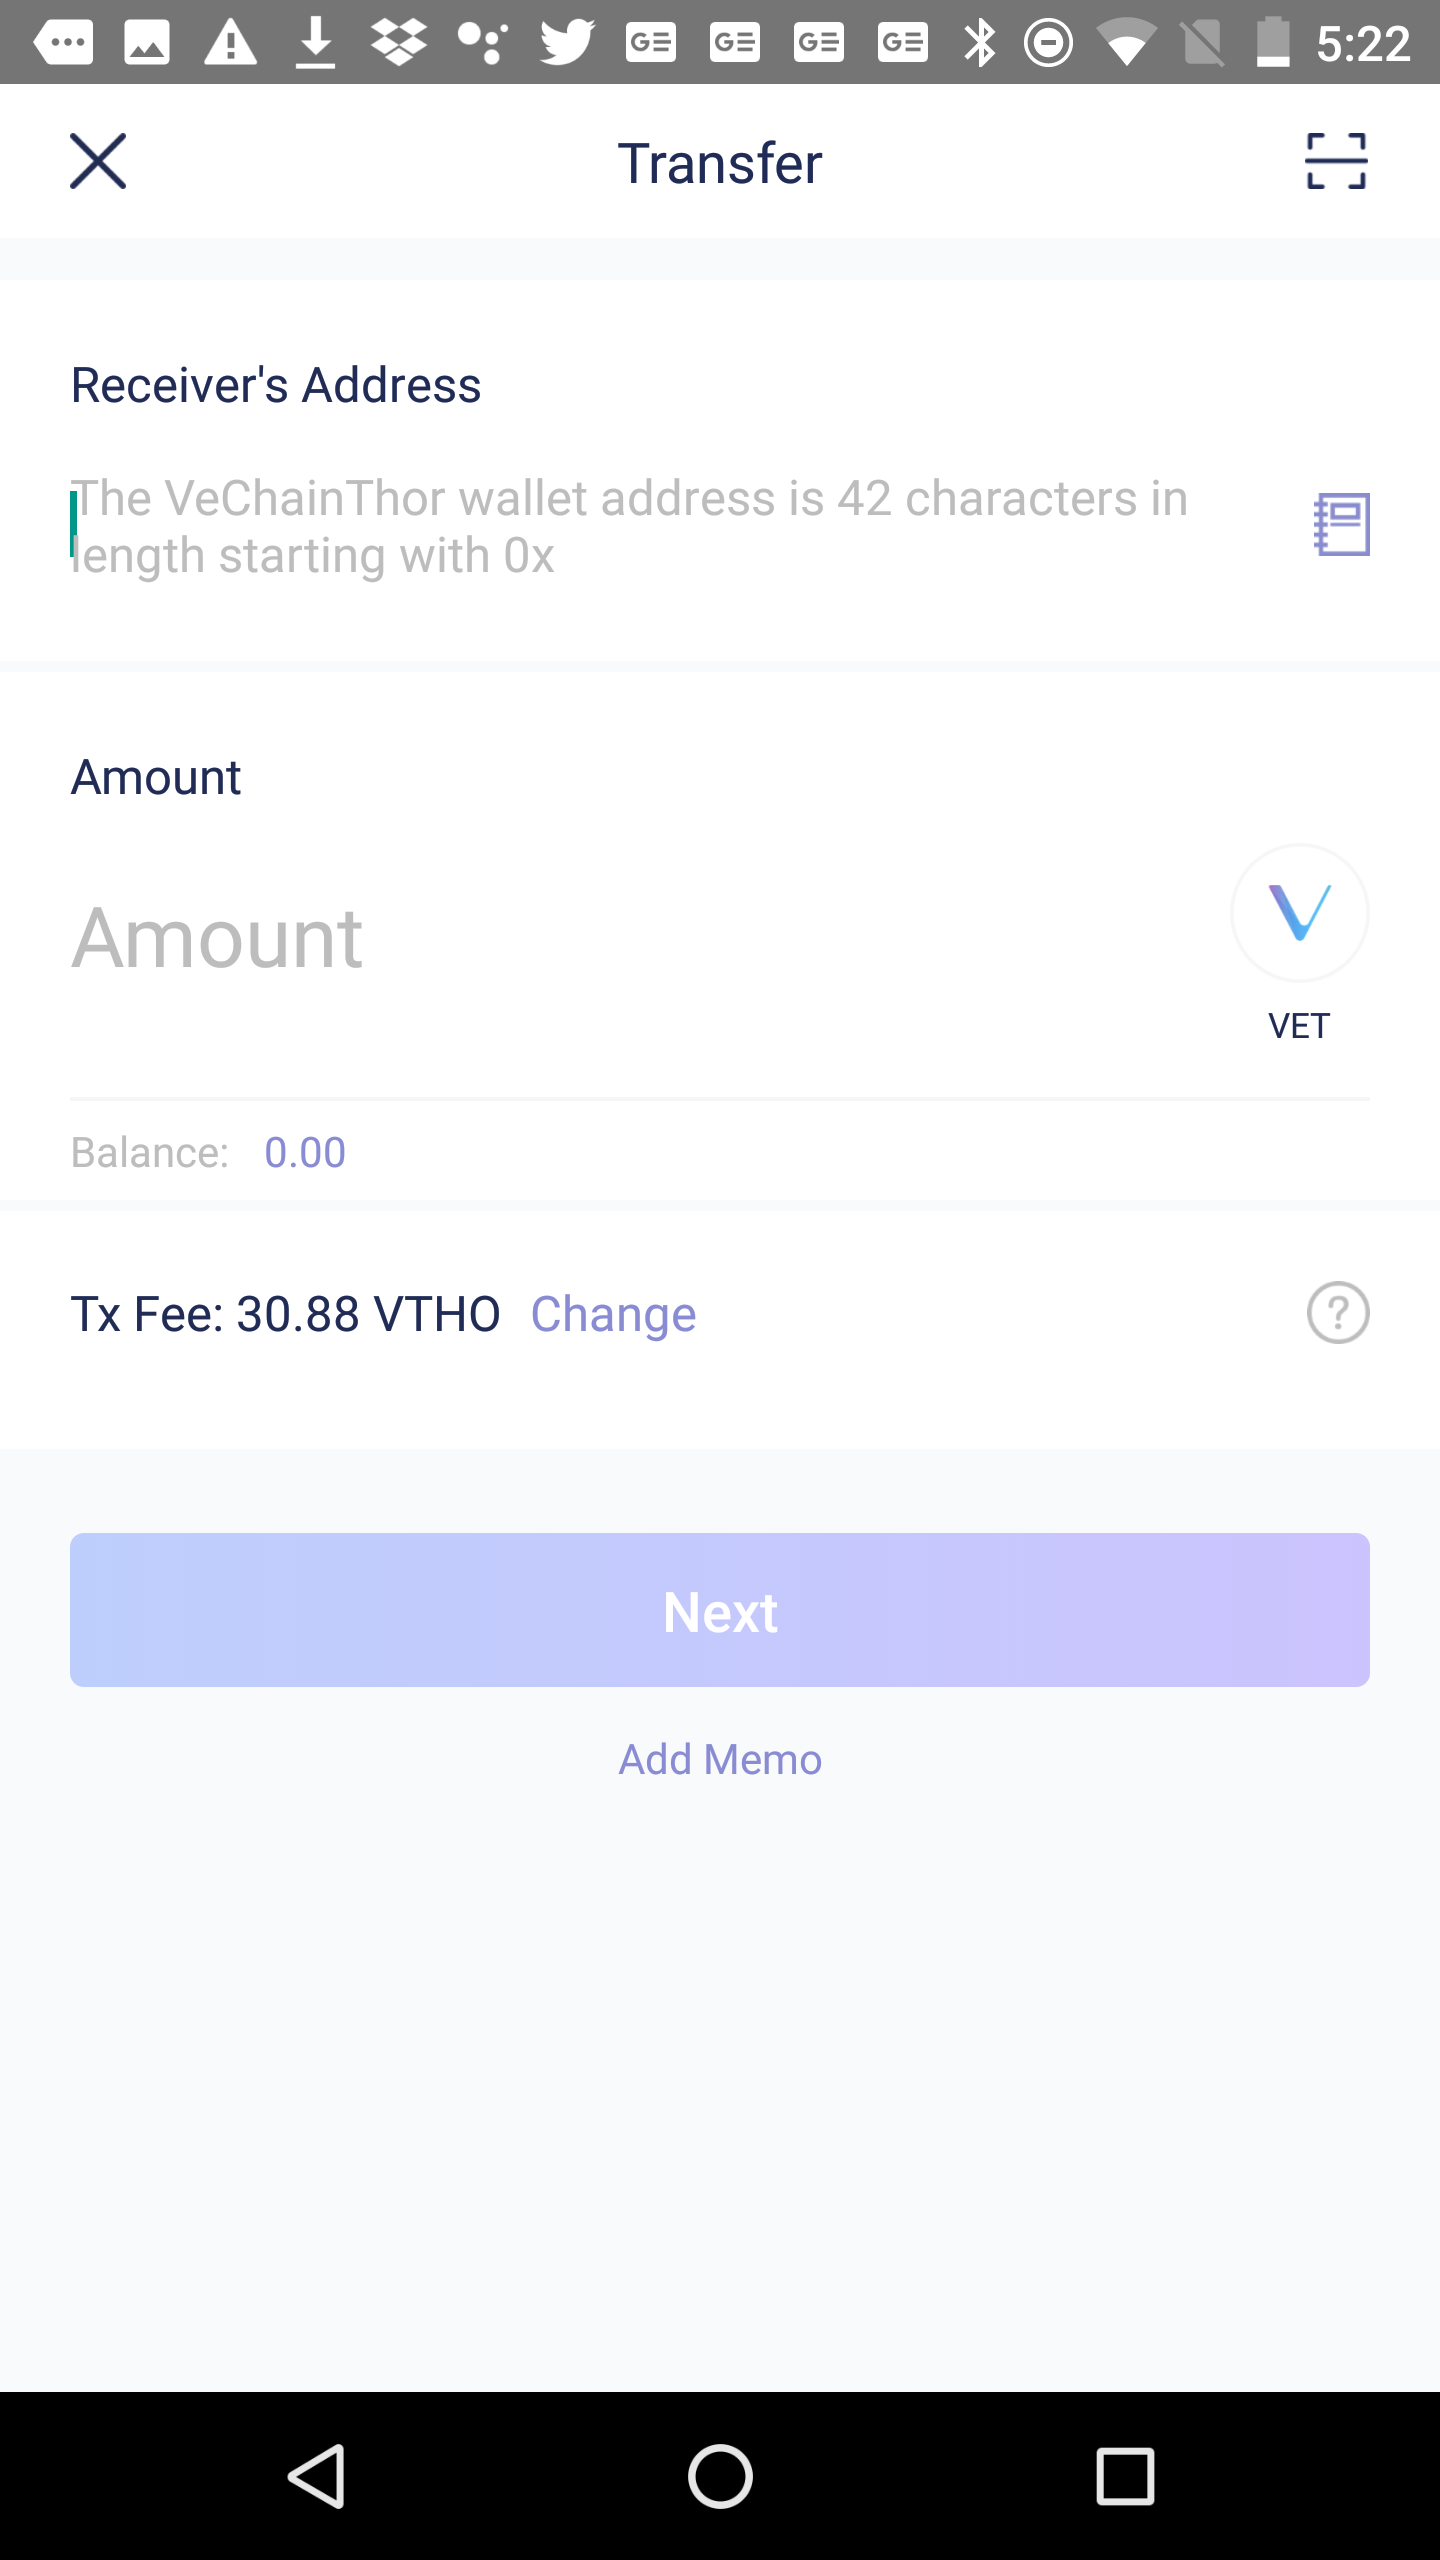 5:22
Transfer
Receiver's Address
The VeChainThor wallet address is 42 characters in
length starting with 0x
Amount
Amount
VET
Balance: 0.00
Tx Fee: 30.88 VTHO Change
Next
Add Memo